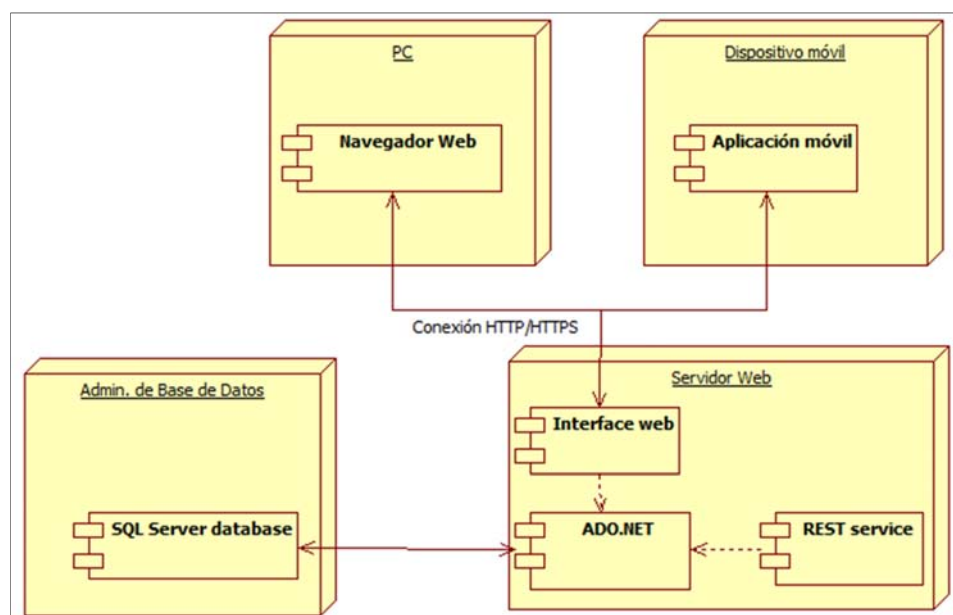 PC
Dispositivo móvil
Navegador Web
Aplicación móvil
Conexión HTTP/HTTPS
Admin. de Base de Datos
Servidor Web
Interface web
SQL Server database
ADO.NET
REST service